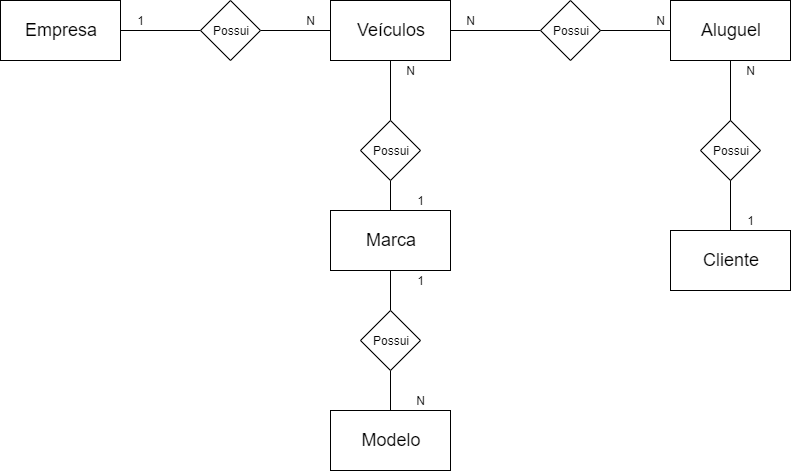 Empresa
1
Possui
N
Veículos
N
Possui
N
Aluguel
N
N
Possui
Possui
1
1
Marca
Cliente
1
Possui
N
Modelo